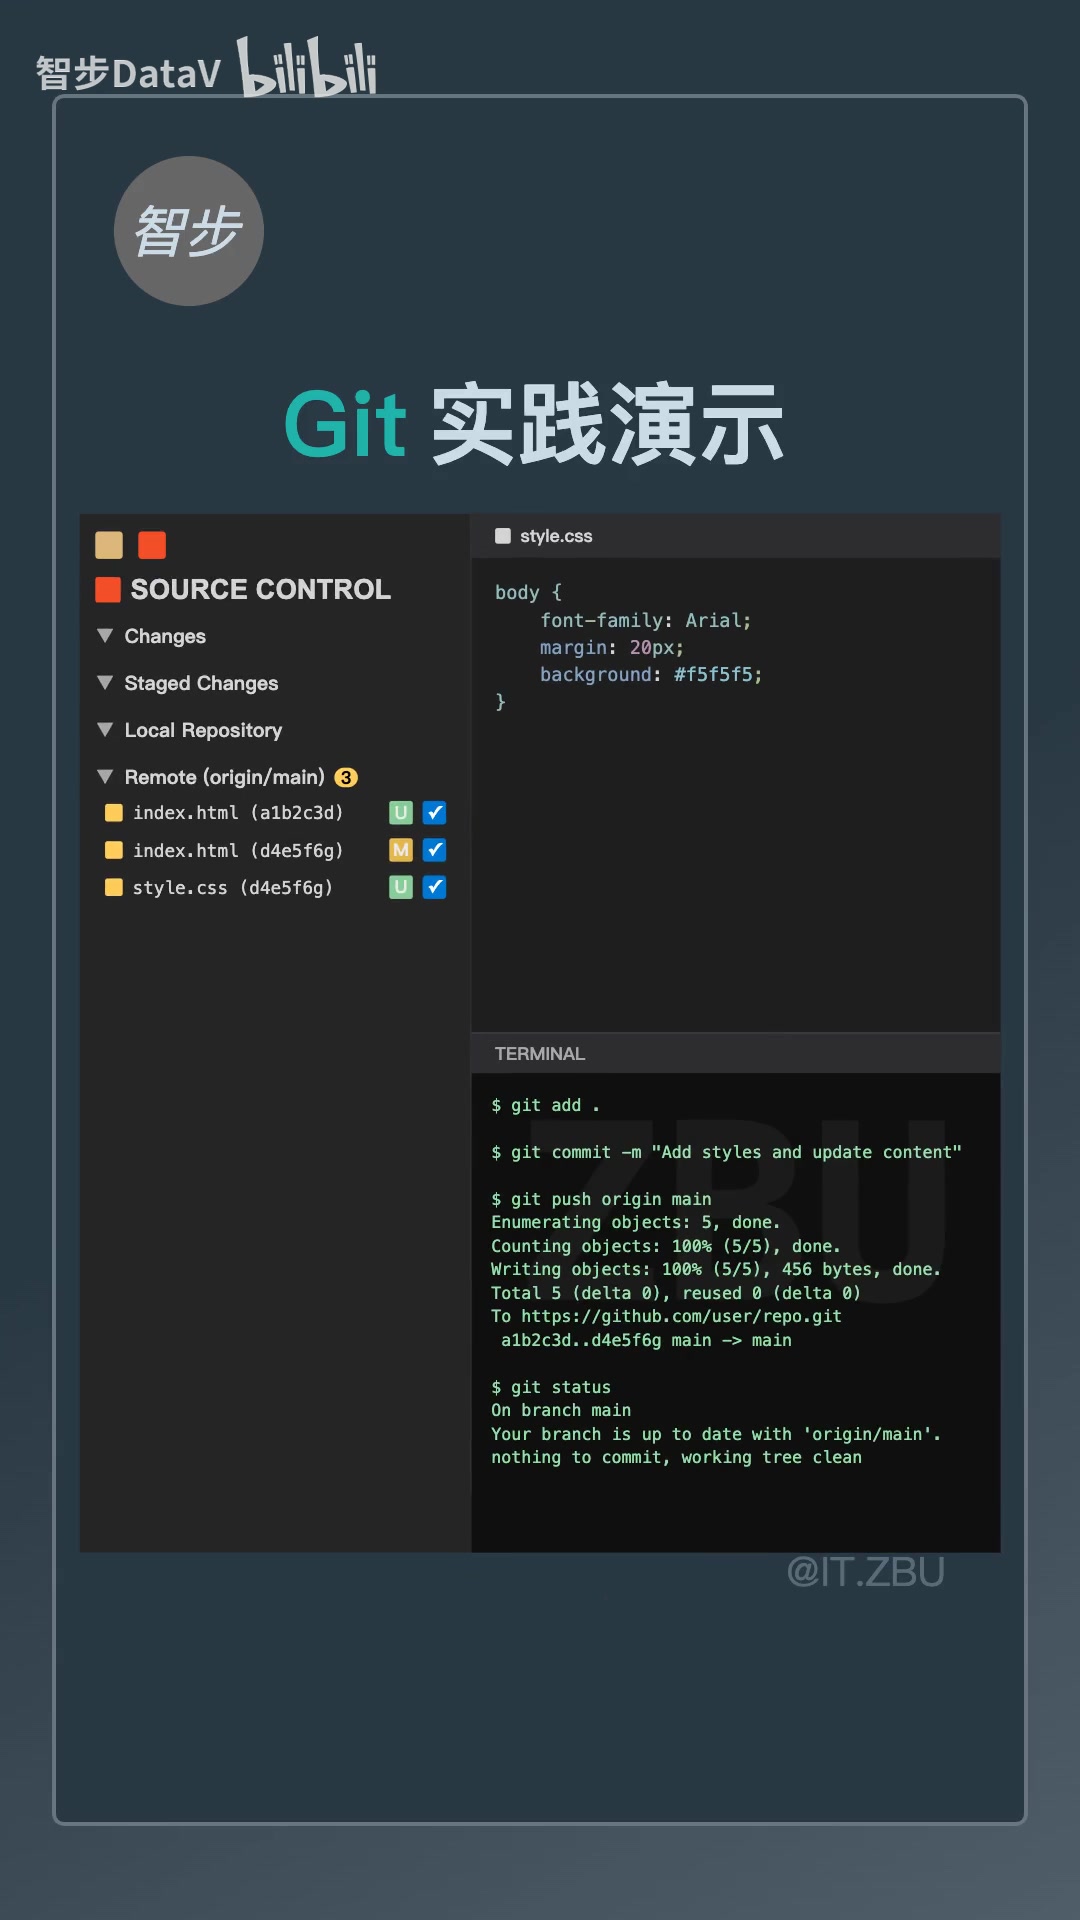 智步DataV bilibili
智步
Git 实践演示
SOURCE CONTROL
Changes
Staged Changes
Local Repository
Remote (origin/main) 3
index.html (a1b2c3d) U
index.html (d4e5f6g) M
style.css (d4e5f6g) U
style.css
body {
    font-family: Arial;
    margin: 20px;
    background: #f5f5f5;
}
TERMINAL
$ git add .
$ git commit -m "Add styles and update content"
$ git push origin main
Enumerating objects: 5, done.
Counting objects: 100% (5/5), done.
Writing objects: 100% (5/5), 456 bytes, done.
Total 5 (delta 0), reused 0 (delta 0)
To https://github.com/user/repo.git
 a1b2c3d..d4e5f6g main -> main
$ git status
On branch main
Your branch is up to date with 'origin/main'.
nothing to commit, working tree clean
ZBU
@IT.ZBU